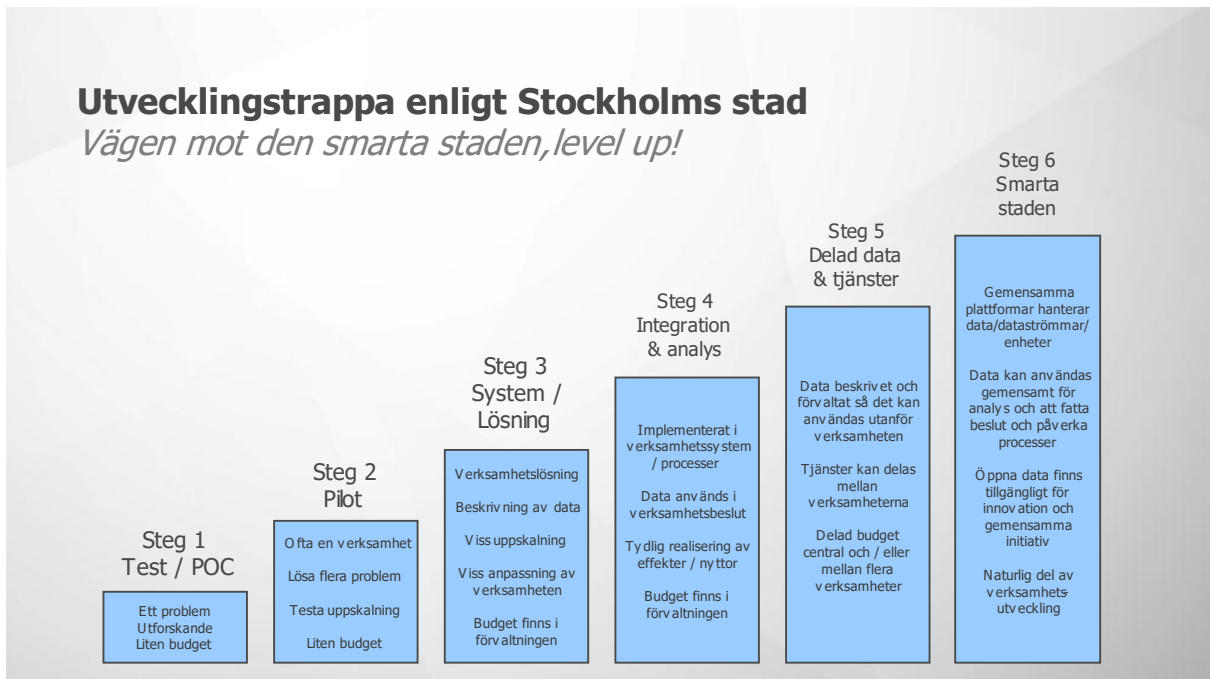 Utvecklingstrappa enligt Stockholms stad
Vägen mot den smarta staden, level up!
Steg 1
Test / POC
Ett problem
Utforskande
Liten budget
Steg 2
Pilot
Ofta en verksamhet
Lösa flera problem
Testa uppskalning
Liten budget
Steg 3
System /
Lösning
Verksamhetslösning
Beskrivning av data
Viss uppskalning
Viss anpassning av
verksamheten
Budget finns i
förvaltningen
Steg 4
Integration
& analys
Implementerat i
verksamhetssystem
/ processer
Data används i
verksamhetsbeslut
Tydlig realisering av
effekter / nyttor
Budget finns i
förvaltningen
Steg 5
Delad data
& tjänster
Data beskrivet och
förvaltat så det kan
användas utanför
verksamheten
Tjänster kan delas
mellan
verksamheterna
Delad budget
central och / eller
mellan flera
verksamheter
Steg 6
Smarta
staden
Gemensamma
plattformar hanterar
data/dataströmmar/
enheter
Data kan användas
gemensamt för
analys och att fatta
beslut och påverka
processer
Öppna data finns
tillgängligt för
innovation och
gemensamma
initiativ
Naturlig del av
verksamhets-
utveckling